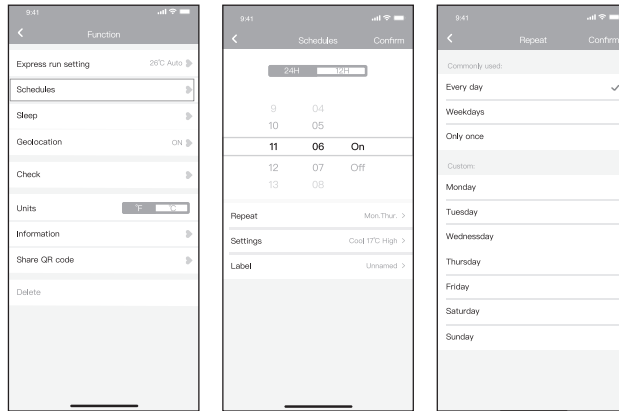 9:41
Function
Express run setting 26°C Auto
Schedules
Sleep
Geolocation ON
Check
Units °F °C
Information
Share QR code
Delete
9:41
Schedules Confirm
24H 12H
9 04
10 05
11 06 On
12 07 Off
13 08
Repeat Mon.Thur. >
Settings Cool 17°C High >
Label Unnamed >
9:41
Repeat Confirm
Commonly used:
Every day
Weekdays
Only once
Custom:
Monday
Tuesday
Wednessday
Thursday
Friday
Saturday
Sunday